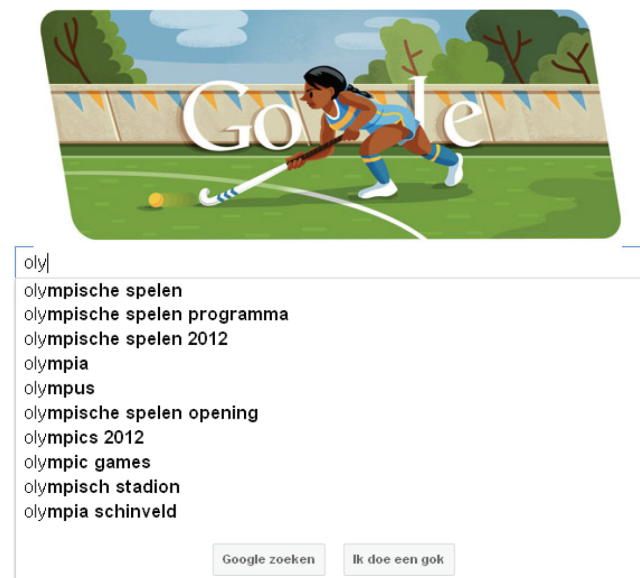 Google
oly
olympische spelen
olympische spelen programma
olympische spelen 2012
olympia
olympus
olympische spelen opening
olympics 2012
olympic games
olympisch stadion
olympia schinveld
Google zoeken Ik doe een gok